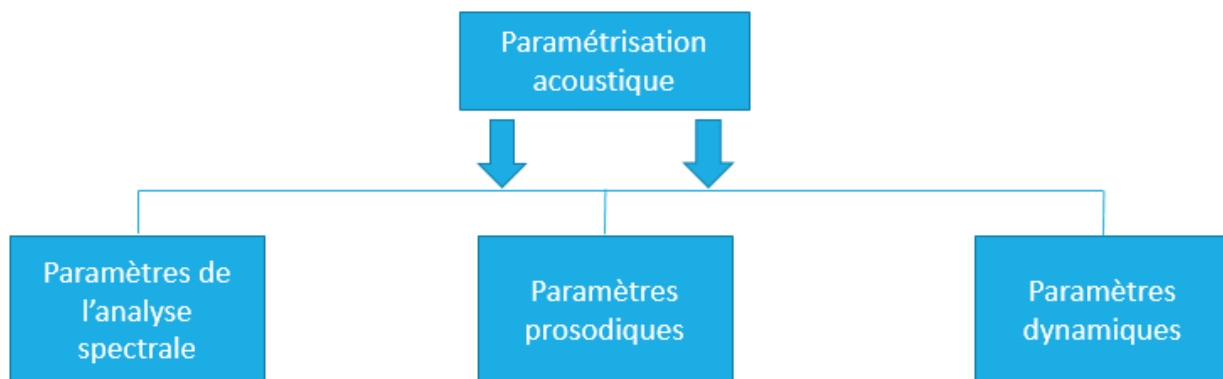 Paramétrisation
acoustique
Paramètres de
l’analyse
spectrale
Paramètres
prosodiques
Paramètres
dynamiques